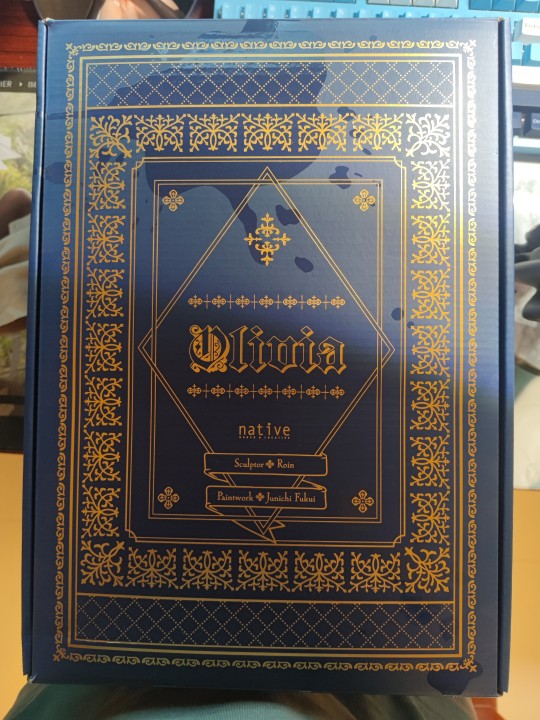 Olivia
native
Sculptor ✤ Roin
Paintwork ✤ Junichi Fukui